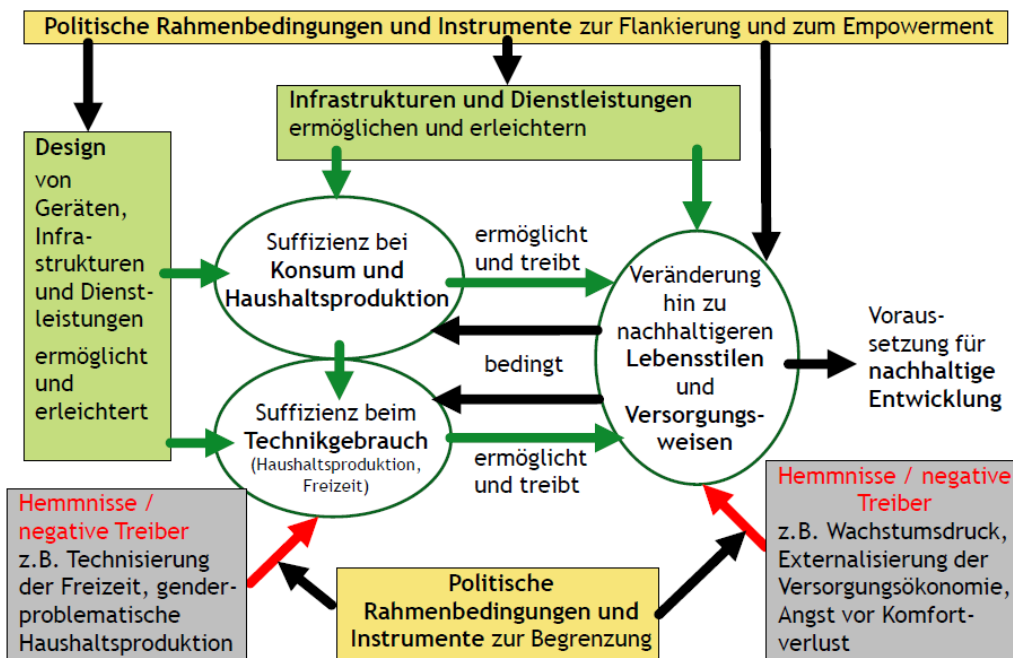 Politische Rahmenbedingungen und Instrumente zur Flankierung und zum Empowerment
Infrastrukturen und Dienstleistungen
ermöglichen und erleichtern
Design
von
Geräten,
Infra-
strukturen
und Dienst-
leistungen
ermöglicht
und
erleichtert
Suffizienz bei
Konsum und
Haushaltsproduktion
ermöglicht
und treibt
Veränderung
hin zu
nachhaltigeren
Lebensstilen
und
Versorgungs-
weisen
Voraus-
setzung für
nachhaltige
Entwicklung
bedingt
Suffizienz beim
Technikgebrauch
(Haushaltsproduktion,
Freizeit)
ermöglicht
und treibt
Hemmnisse /
negative Treiber
z.B. Technisierung
der Freizeit, gender-
problematische
Haushaltsproduktion
Politische
Rahmenbedingungen und
Instrumente zur Begrenzung
Hemmnisse / negative
Treiber
z.B. Wachstumsdruck,
Externalisierung der
Versorgungsökonomie,
Angst vor Komfort-
verlust